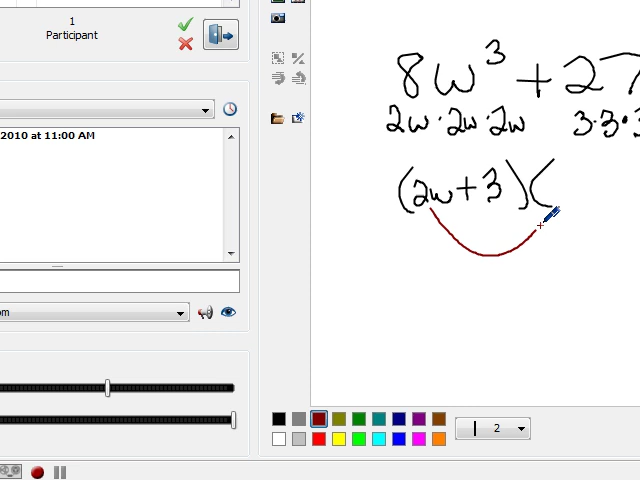 1
Participant
2010 at 11:00 AM
om
8w³ + 27
2w · 2w · 2w 3 · 3 · 3
(2w + 3)(
2